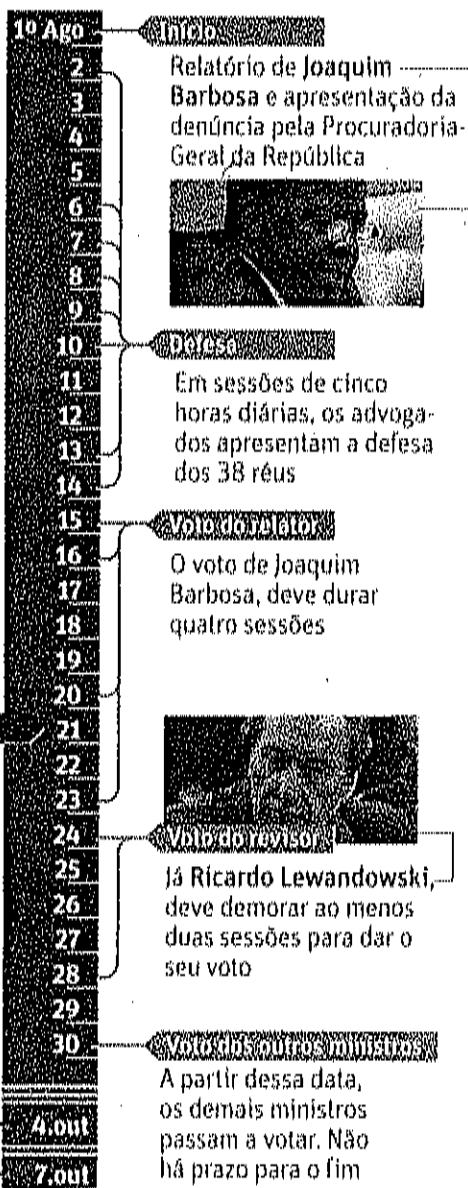 1º Ago
Início
Relatório de Joaquim
Barbosa e apresentação da
denúncia pela Procuradoria-
Geral da República
2
3
4
5
6
7
8
9
10
Defesa
Em sessões de cinco
horas diárias, os advoga-
dos apresentam a defesa
dos 38 réus
11
12
13
14
15
Voto do relator
O voto de Joaquim
Barbosa, deve durar
quatro sessões
16
17
18
19
20
21
22
23
24
Voto do revisor
Já Ricardo Lewandowski,
deve demorar ao menos
duas sessões para dar o
seu voto
25
26
27
28
29
30
Voto dos outros ministros
A partir dessa data,
os demais ministros
passam a votar. Não
há prazo para o fim
4.out
7.out